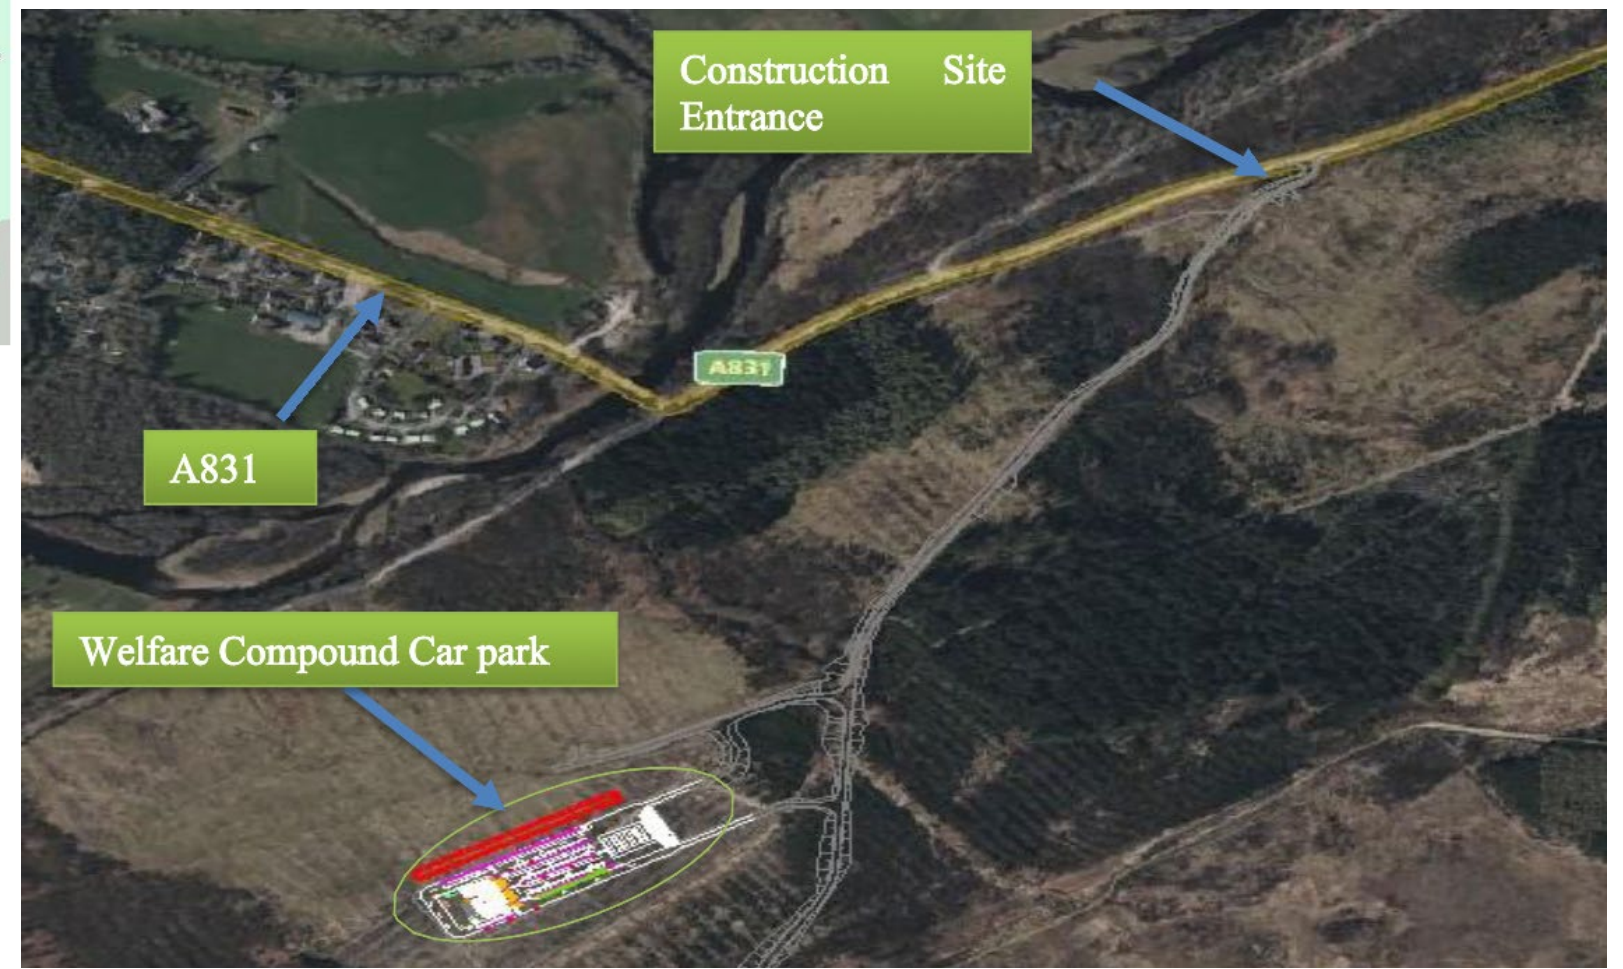 Construction Site
Entrance
A831
A831
Welfare Compound Car park